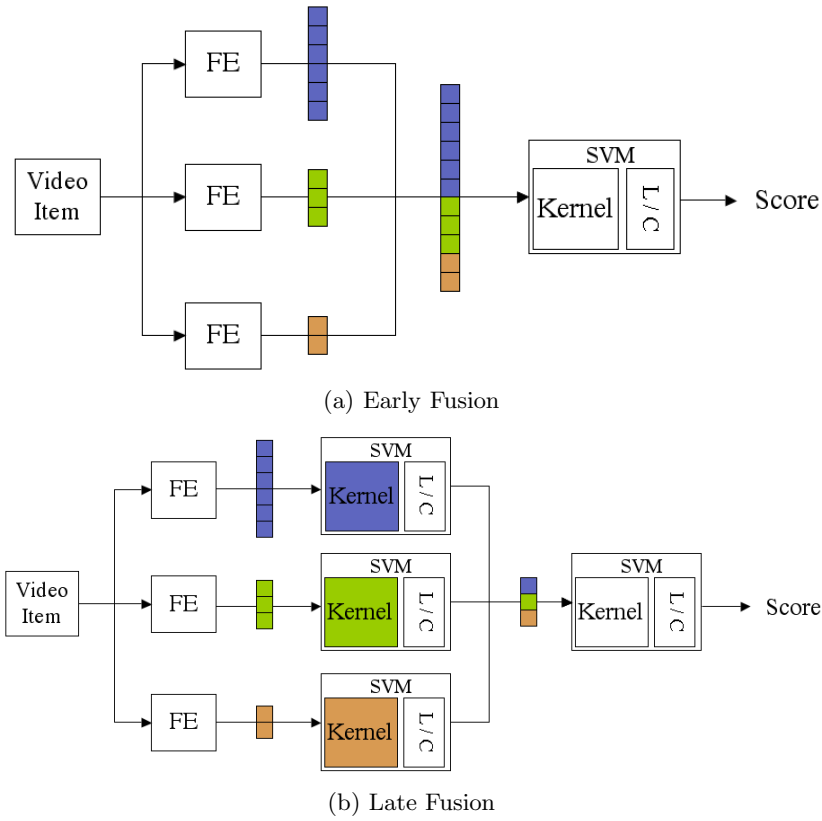 FE
Video
Item
FE
FE
SVM
Kernel
L / C
Score
(a) Early Fusion
FE
SVM
Kernel
L / C
Video
Item
FE
SVM
Kernel
L / C
SVM
Kernel
L / C
Score
FE
SVM
Kernel
L / C
(b) Late Fusion